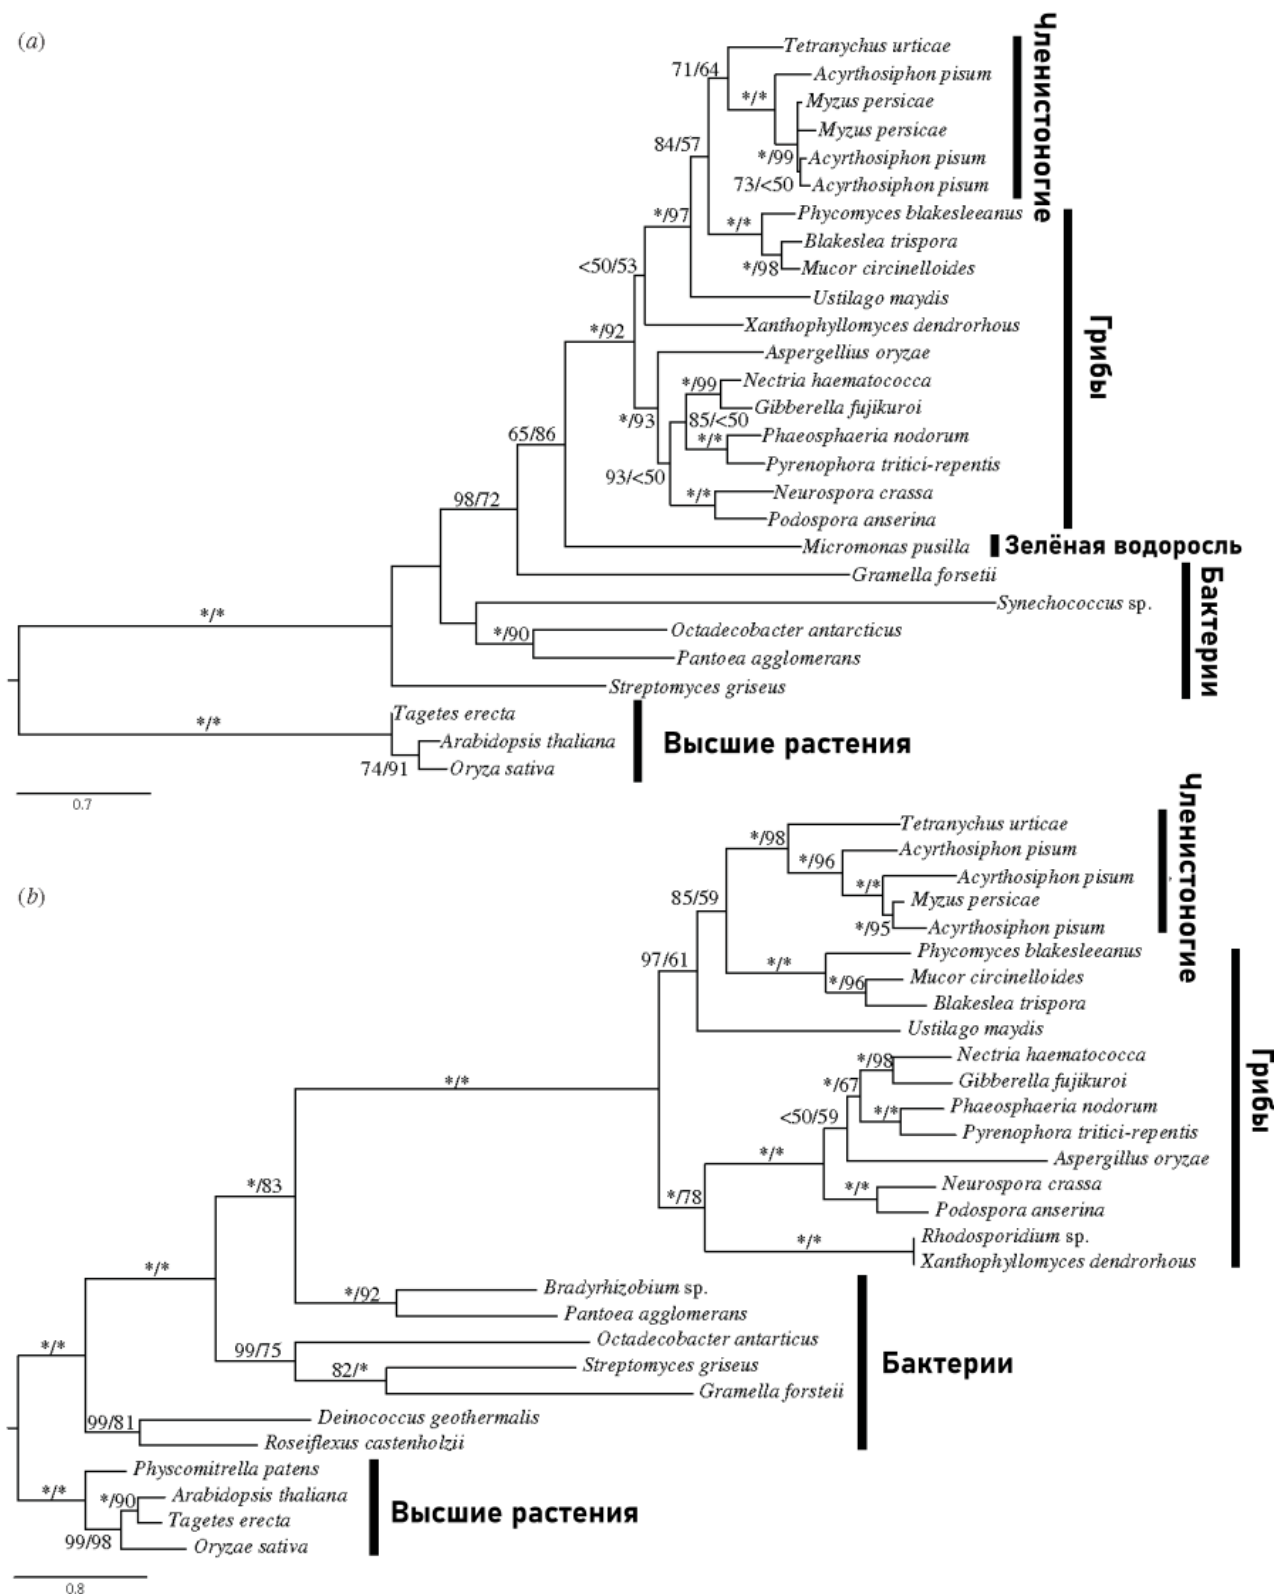 (a)
Членистоногие
Tetranychus urticae
71/64
Acyrthosiphon pisum
*/*
Myzus persicae
Myzus persicae
84/57
*/99
Acyrthosiphon pisum
73/<50
Acyrthosiphon pisum
Грибы
*/97
*/*
Phycomyces blakesleeanus
Blakeslea trispora
<50/53
*/98
Mucor circinelloides
Ustilago maydis
*/92
Xanthophyllomyces dendrorhous
Aspergellius oryzae
*/99
Nectria haematococca
*/93
85/<50
Gibberella fujikuroi
65/86
*/*
Phaeosphaeria nodorum
93/<50
Pyrenophora tritici-repentis
98/72
*/*
Neurospora crassa
Podospora anserina
Micromonas pusilla
Зелёная водоросль
Gramella forsetii
Бактерии
*/*
Synechococcus sp.
*/90
Octadecobacter antarcticus
Pantoea agglomerans
Streptomyces griseus
*/*
Tagetes erecta
Arabidopsis thaliana
Высшие растения
74/91
Oryza sativa
0.7
(b)
Членистоногие
*/98
Tetranychus urticae
*/96
Acyrthosiphon pisum
*/*
Acyrthosiphon pisum
85/59
Myzus persicae
*/95
Acyrthosiphon pisum
Грибы
97/61
*/*
Phycomyces blakesleeanus
*/96
Mucor circinelloides
Blakeslea trispora
Ustilago maydis
*/*
*/98
Nectria haematococca
*/67
Gibberella fujikuroi
<50/59
*/*
Phaeosphaeria nodorum
Pyrenophora tritici-repentis
*/*
Aspergillus oryzae
*/83
*/78
*/*
Neurospora crassa
Podospora anserina
*/*
Rhodosporidium sp.
Xanthophyllomyces dendrorhous
*/*
*/92
Bradyrhizobium sp.
Pantoea agglomerans
*/*
99/75
Octadecobacter antarticus
82/*
Streptomyces griseus
Бактерии
Gramella forsteii
99/81
Deinococcus geothermalis
Roseiflexus castenholzii
*/*
Physcomitrella patens
*/90
Arabidopsis thaliana
Высшие растения
Tagetes erecta
99/98
Oryzae sativa
0.8